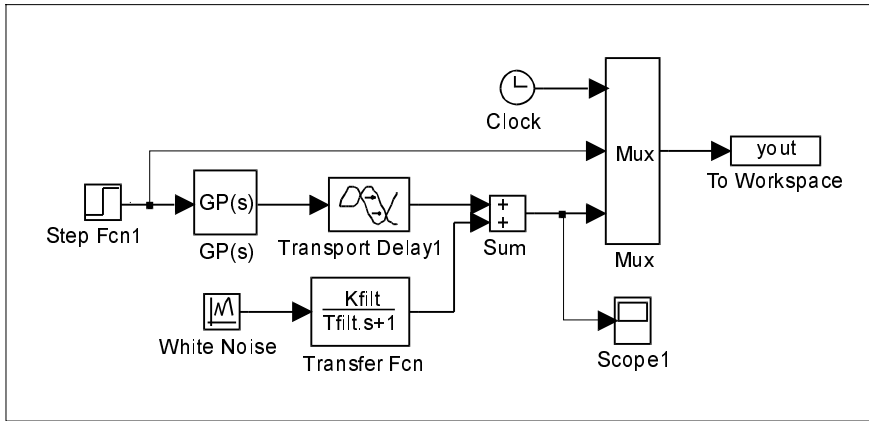 Clock
Mux
yout
To Workspace
Step Fcn1
GP(s)
GP(s)
Transport Delay1
+
+
Sum
Mux
White Noise
Kfilt
Tfilt.s+1
Transfer Fcn
Scope1